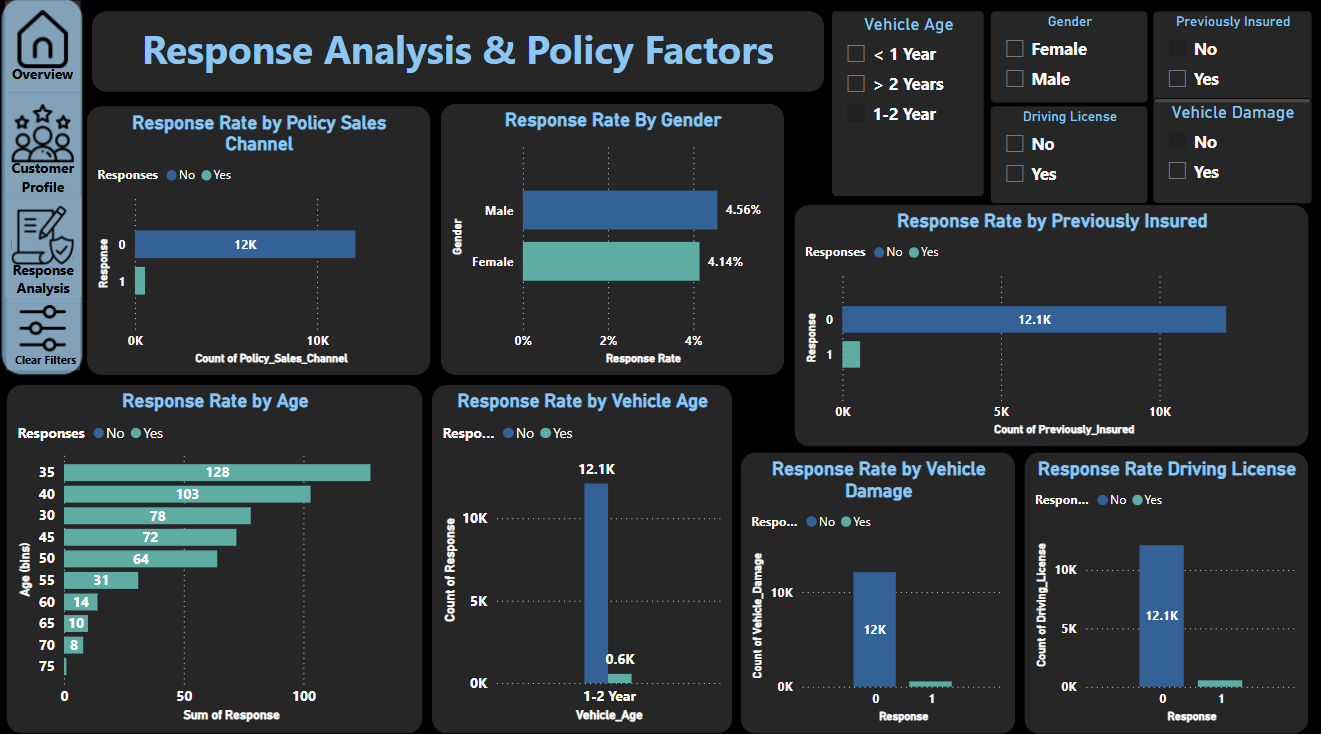 Overview
Customer
Profile
Response
Analysis
Clear Filters
Response Analysis & Policy Factors
Vehicle Age
< 1 Year
> 2 Years
1-2 Year
Gender
Female
Male
Previously Insured
No
Yes
Driving License
No
Yes
Vehicle Damage
No
Yes
Response Rate by Policy Sales
Channel
Responses No Yes
Response
0
12K
1
0K 10K
Count of Policy_Sales_Channel
Response Rate By Gender
Gender
Male 4.56%
Female 4.14%
0% 2% 4%
Response Rate
Response Rate by Previously Insured
Responses No Yes
Response
0 12.1K
1
0K 5K 10K
Count of Previously_Insured
Response Rate by Age
Responses No Yes
Age (bins)
35 128
40 103
30 78
45 72
50 64
55 31
60 14
65 10
70 8
75
0 50 100
Sum of Response
Response Rate by Vehicle Age
Respo... No Yes
Count of Response
12.1K
10K
5K
0.6K
0K
1-2 Year
Vehicle_Age
Response Rate by Vehicle
Damage
Respo... No Yes
Count of Vehicle_Damage
10K
12K
0K
0 1
Response
Response Rate Driving License
Respon... No Yes
Count of Driving_License
10K
12.1K
5K
0K
0 1
Response